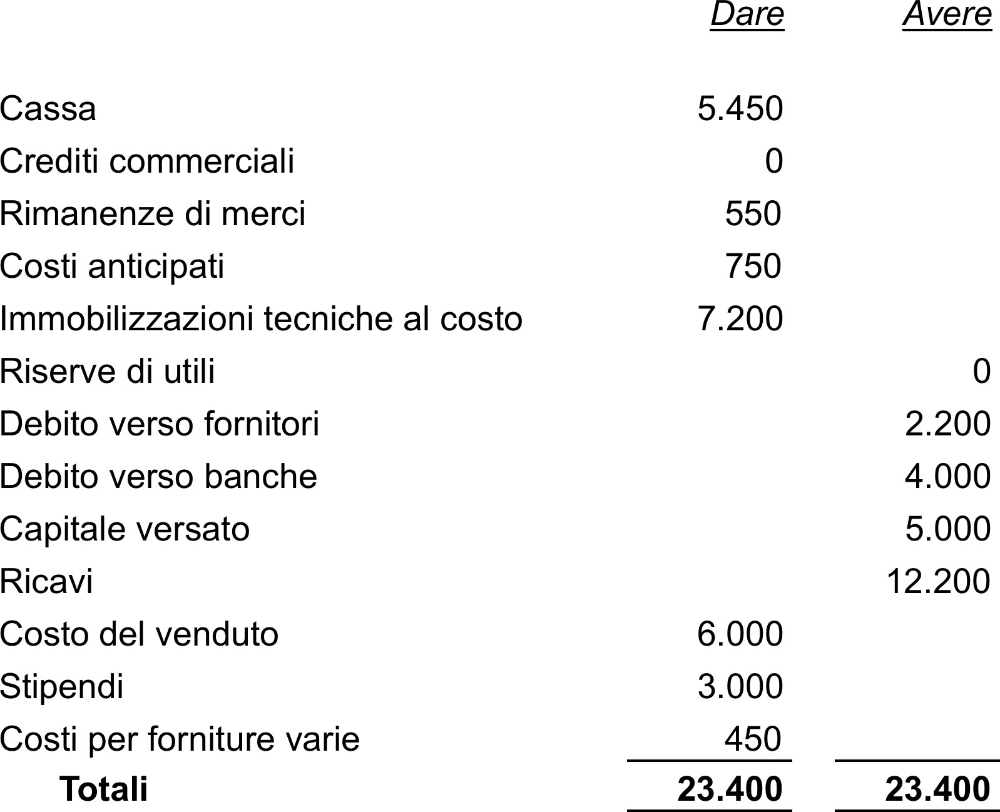 Dare Avere
Cassa 5.450
Crediti commerciali 0
Rimanenze di merci 550
Costi anticipati 750
Immobilizzazioni tecniche al costo 7.200
Riserve di utili 0
Debito verso fornitori 2.200
Debito verso banche 4.000
Capitale versato 5.000
Ricavi 12.200
Costo del venduto 6.000
Stipendi 3.000
Costi per forniture varie 450
Totali 23.400 23.400